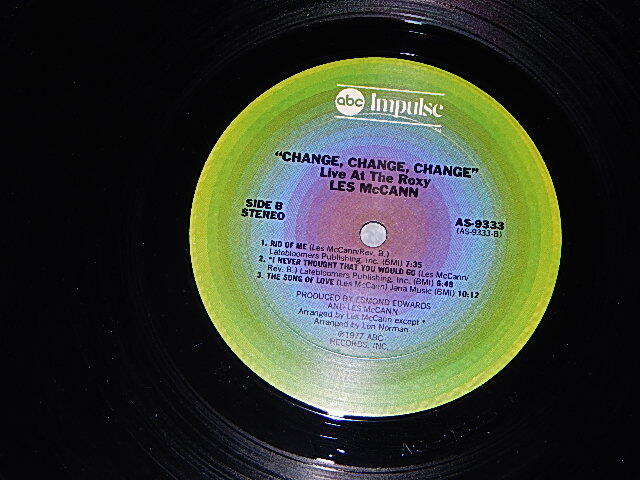 abc Impulse
"CHANGE, CHANGE, CHANGE"
Live At The Roxy
LES McCANN
SIDE B
STEREO
AS-9333
(AS-9333-B)
1. RID OF ME (Les McCann/Rev. B.)
Latebloomers Publishing, Inc. (BMI) 7:35
2. *I NEVER THOUGHT THAT YOU WOULD GO (Les McCann/
Rev. B.) Latebloomers Publishing, Inc. (BMI) 6:48
3. THE SONG OF LOVE (Les McCann) Jana Music (BMI) 10:12
PRODUCED BY ESMOND EDWARDS
AND LES McCANN
Arranged by Les McCann except *
Arranged by Lon Norman
℗1977 ABC
RECORDS, INC.